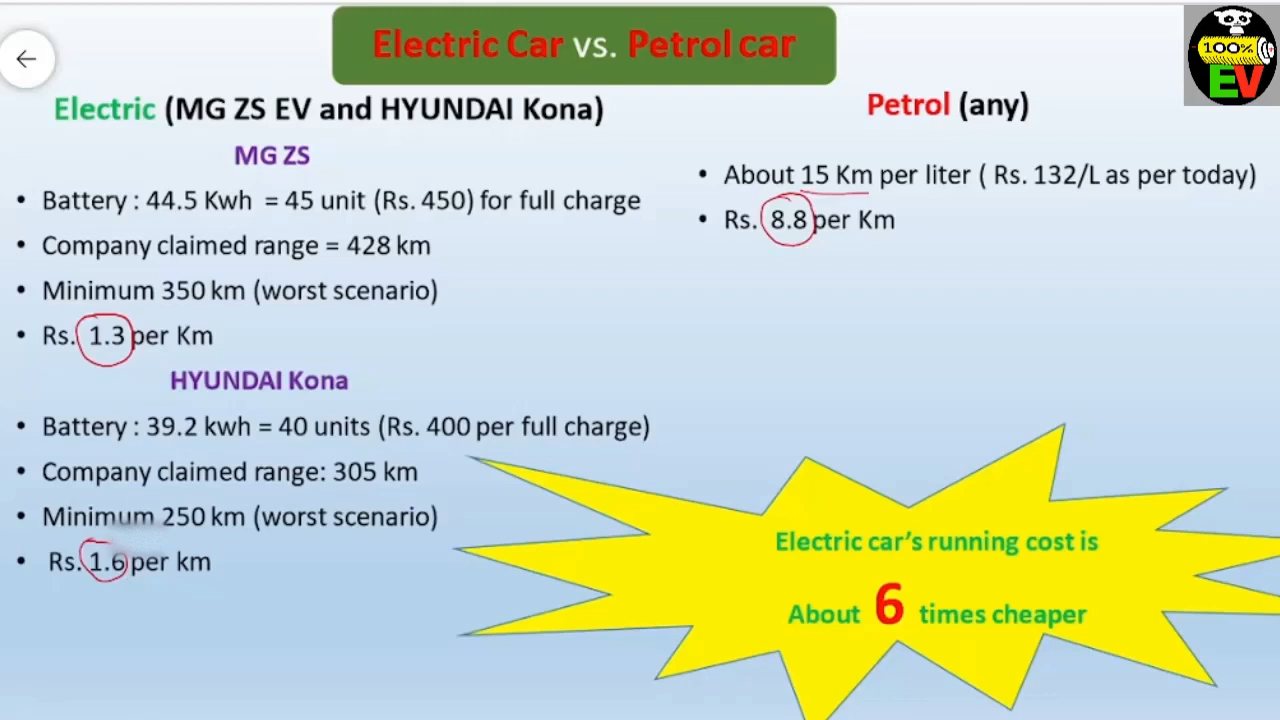 Electric Car vs. Petrol car
100%
EV
Electric (MG ZS EV and HYUNDAI Kona)
MG ZS
• Battery : 44.5 Kwh = 45 unit (Rs. 450) for full charge
• Company claimed range = 428 km
• Minimum 350 km (worst scenario)
• Rs. 1.3 per Km
HYUNDAI Kona
• Battery : 39.2 kwh = 40 units (Rs. 400 per full charge)
• Company claimed range: 305 km
• Minimum 250 km (worst scenario)
• Rs. 1.6 per km
Petrol (any)
• About 15 Km per liter ( Rs. 132/L as per today)
• Rs. 8.8 per Km
Electric car's running cost is
About 6 times cheaper